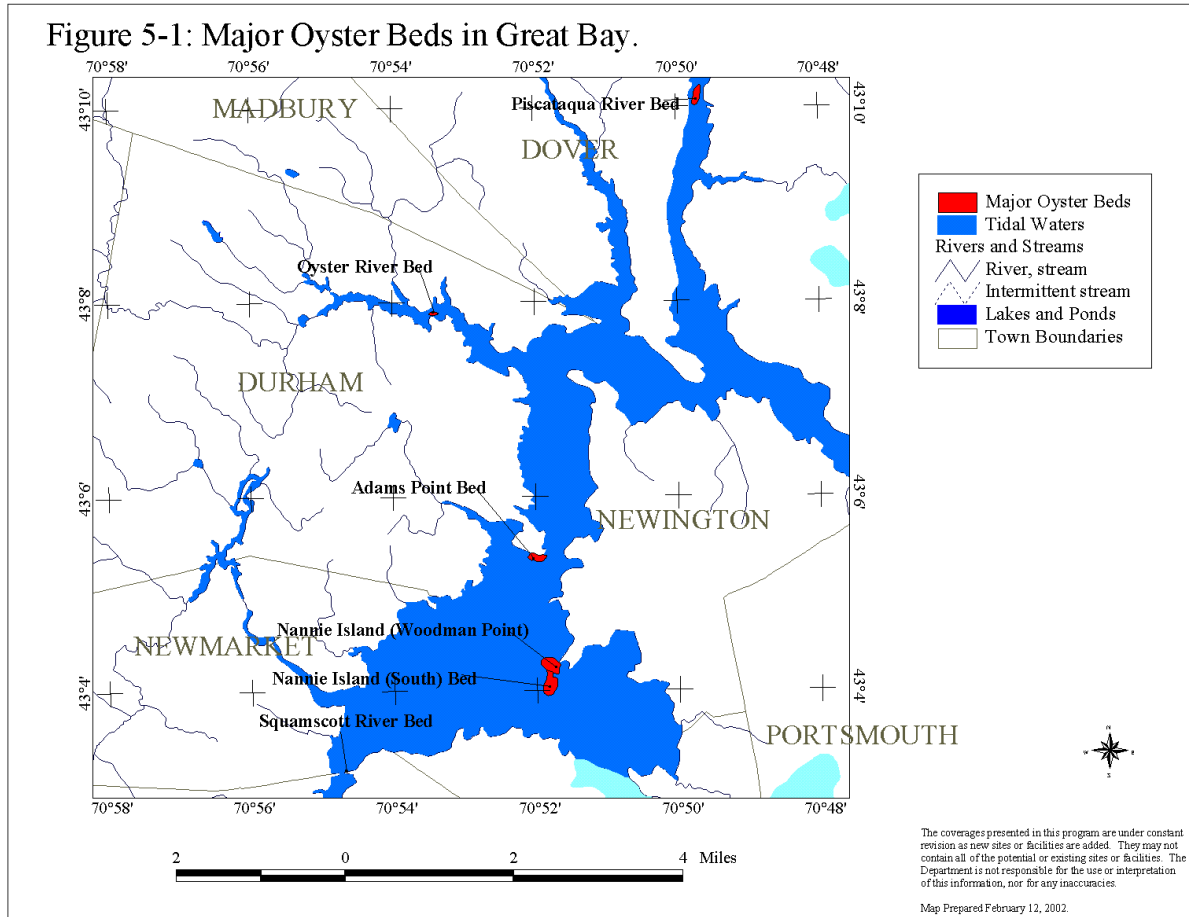 Figure 5-1: Major Oyster Beds in Great Bay.
70°58' 70°56' 70°54' 70°52' 70°50' 70°48'
43°10' 43°10'
Piscataqua River Bed
MADBURY
DOVER
Oyster River Bed
43°8' 43°8'
DURHAM
Adams Point Bed
43°6' 43°6'
NEWINGTON
Nannie Island (Woodman Point)
NEWMARKET
Nannie Island (South) Bed
43°4' 43°4'
Squamscott River Bed
PORTSMOUTH
70°58' 70°56' 70°54' 70°52' 70°50' 70°48'
Major Oyster Beds
Tidal Waters
Rivers and Streams
River, stream
Intermittent stream
Lakes and Ponds
Town Boundaries
N
W E
S
2 0 2 4 Miles
The coverages presented in this program are under constant
revision as new sites or facilities are added. They may not
contain all of the potential or existing sites or facilities. The
Department is not responsible for the use or interpretation
of this information, nor for any inaccuracies.
Map Prepared February 12, 2002.